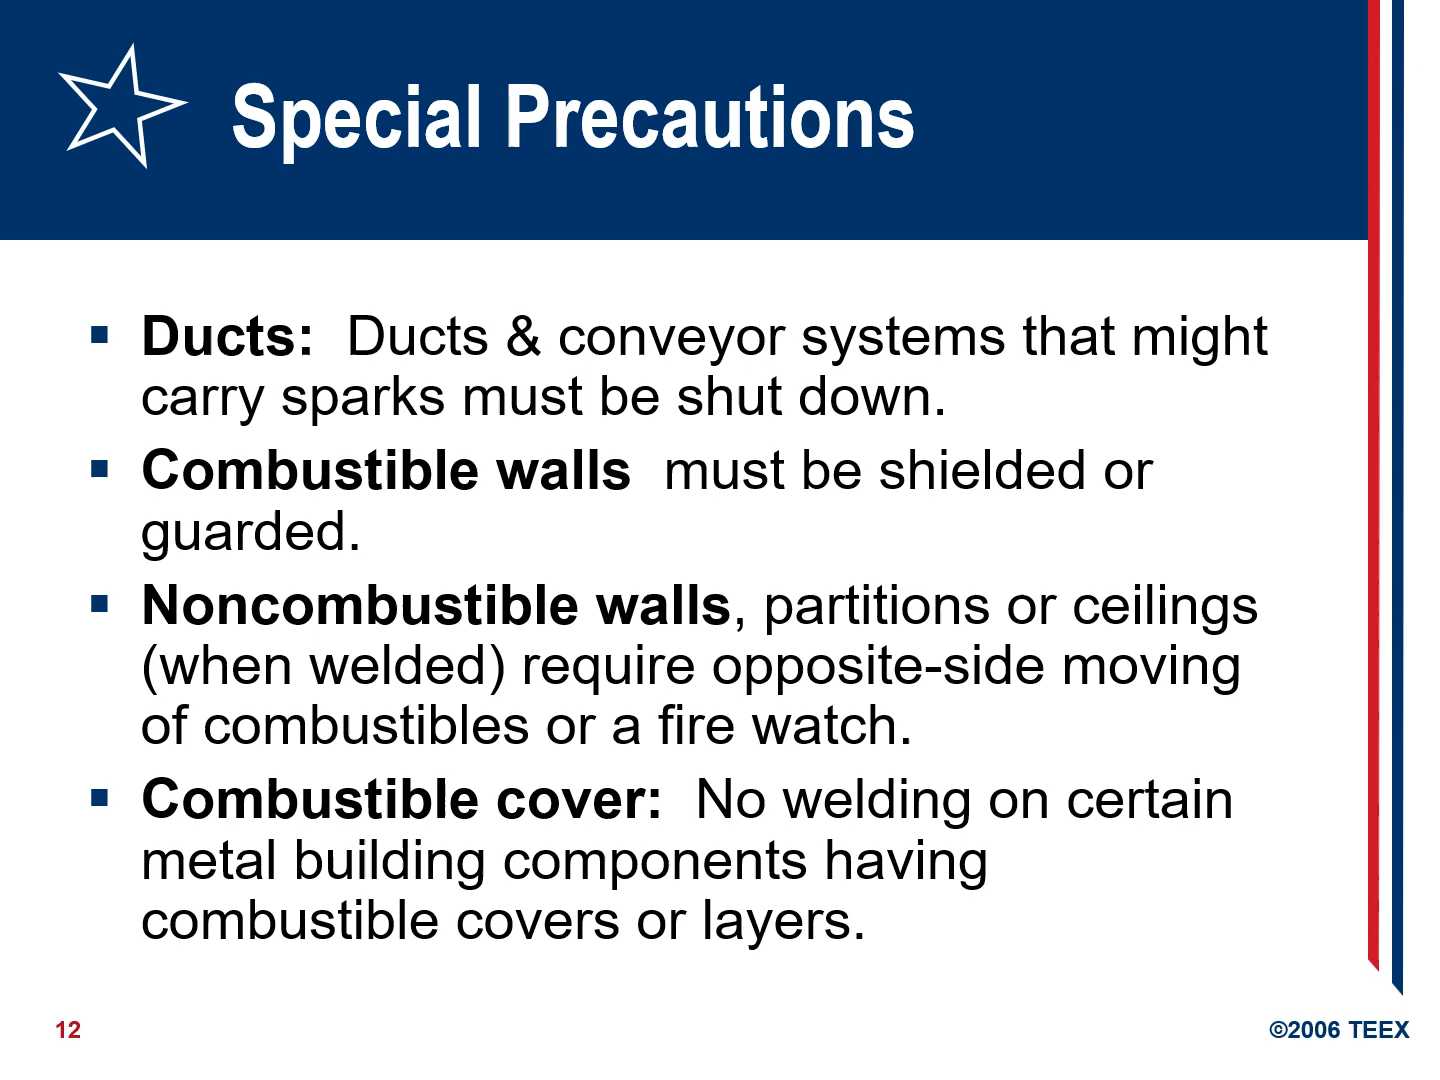 Special Precautions
▪ Ducts:  Ducts & conveyor systems that might
carry sparks must be shut down.
▪ Combustible walls  must be shielded or
guarded.
▪ Noncombustible walls, partitions or ceilings
(when welded) require opposite-side moving
of combustibles or a fire watch.
▪ Combustible cover:  No welding on certain
metal building components having
combustible covers or layers.
12
©2006 TEEX